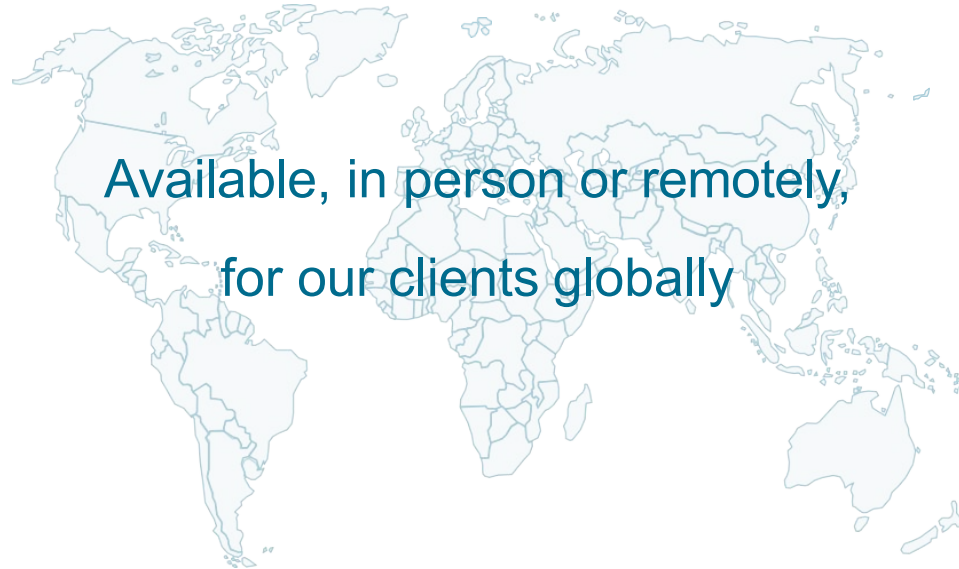 Available, in person or remotely,
for our clients globally